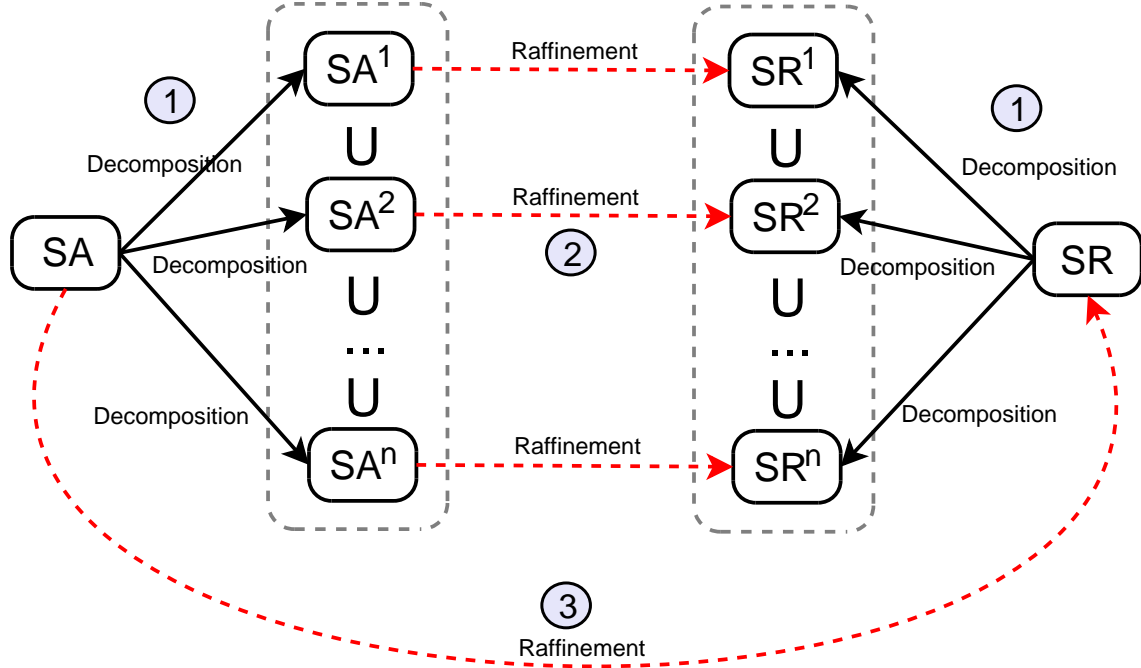 SA¹
Raffinement
SR¹
1
1
U
U
Decomposition
Decomposition
SA²
Raffinement
SR²
SA
Decomposition
2
Decomposition
SR
U
U
...
...
U
U
Decomposition
Decomposition
SAⁿ
Raffinement
SRⁿ
3
Raffinement